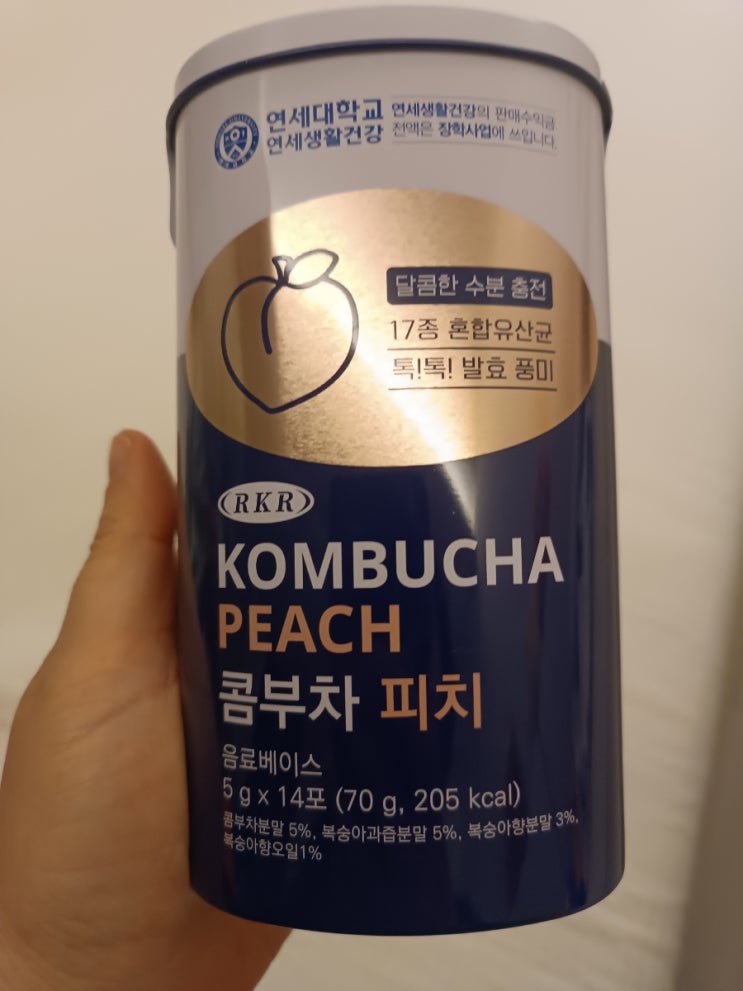 연세대학교
연세생활건강
연세생활건강의 판매수익금
전액은 장학사업에 쓰입니다.
달콤한 수분 충전
17종 혼합유산균
톡!톡! 발효 풍미
RKR
KOMBUCHA
PEACH
콤부차 피치
음료베이스
5 g x 14포 (70 g, 205 kcal)
콤부차분말 5%, 복숭아과즙분말 5%, 복숭아향분말 3%,
복숭아향오일1%